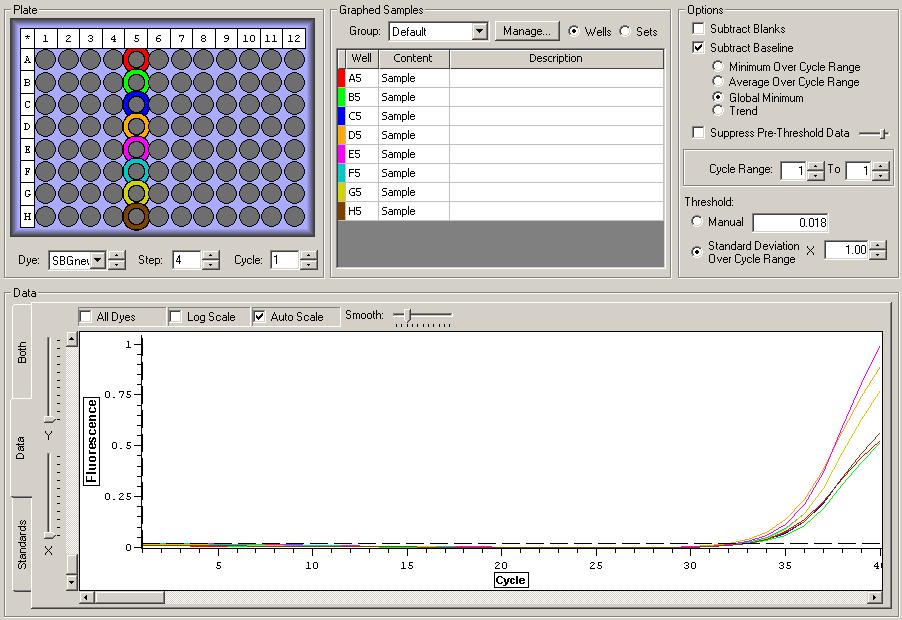 Plate
* 1 2 3 4 5 6 7 8 9 10 11 12
A
B
C
D
E
F
G
H
Dye: SBGnew Step: 4 Cycle: 1
Graphed Samples
Group: Default Manage... Wells Sets
Well Content Description
A5 Sample
B5 Sample
C5 Sample
D5 Sample
E5 Sample
F5 Sample
G5 Sample
H5 Sample
Options
Subtract Blanks
Subtract Baseline
Minimum Over Cycle Range
Average Over Cycle Range
Global Minimum
Trend
Suppress Pre-Threshold Data
Cycle Range: 1 To 1
Threshold:
Manual 0.018
Standard Deviation
Over Cycle Range X 1.00
Data
Both
Data
Standards
Y
X
All Dyes Log Scale Auto Scale Smooth:
Fluorescence
1
0.75
0.5
0.25
0
5 10 15 20 25 30 35 40
Cycle